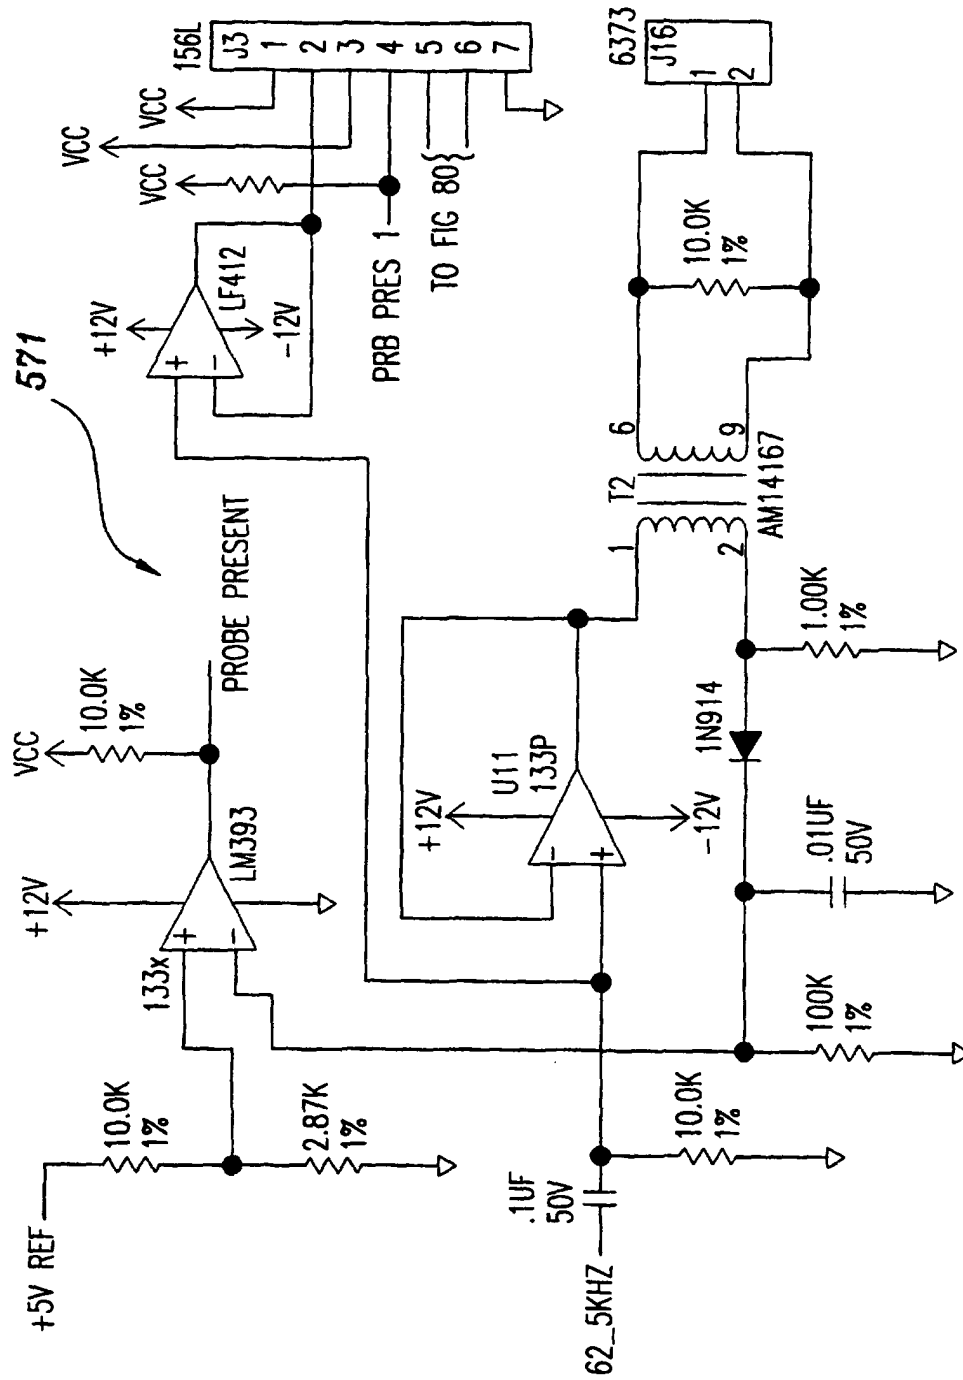 571
+5V REF
10.0K
1%
2.87K
1%
133x
+
-
+12V
LM393
VCC
10.0K
1%
PROBE PRESENT
+12V
+
-
LF412
-12V
VCC
VCC
VCC
156L
J3
1
2
3
4
5
6
7
PRB PRES 1
TO FIG 80{
}
62_5KHZ
.1UF
50V
10.0K
1%
100K
1%
.01UF
50V
1N914
1.00K
1%
+12V
U11
133P
-
+
-12V
1
2
T2
6
9
AM14167
10.0K
1%
6373
J16
1
2